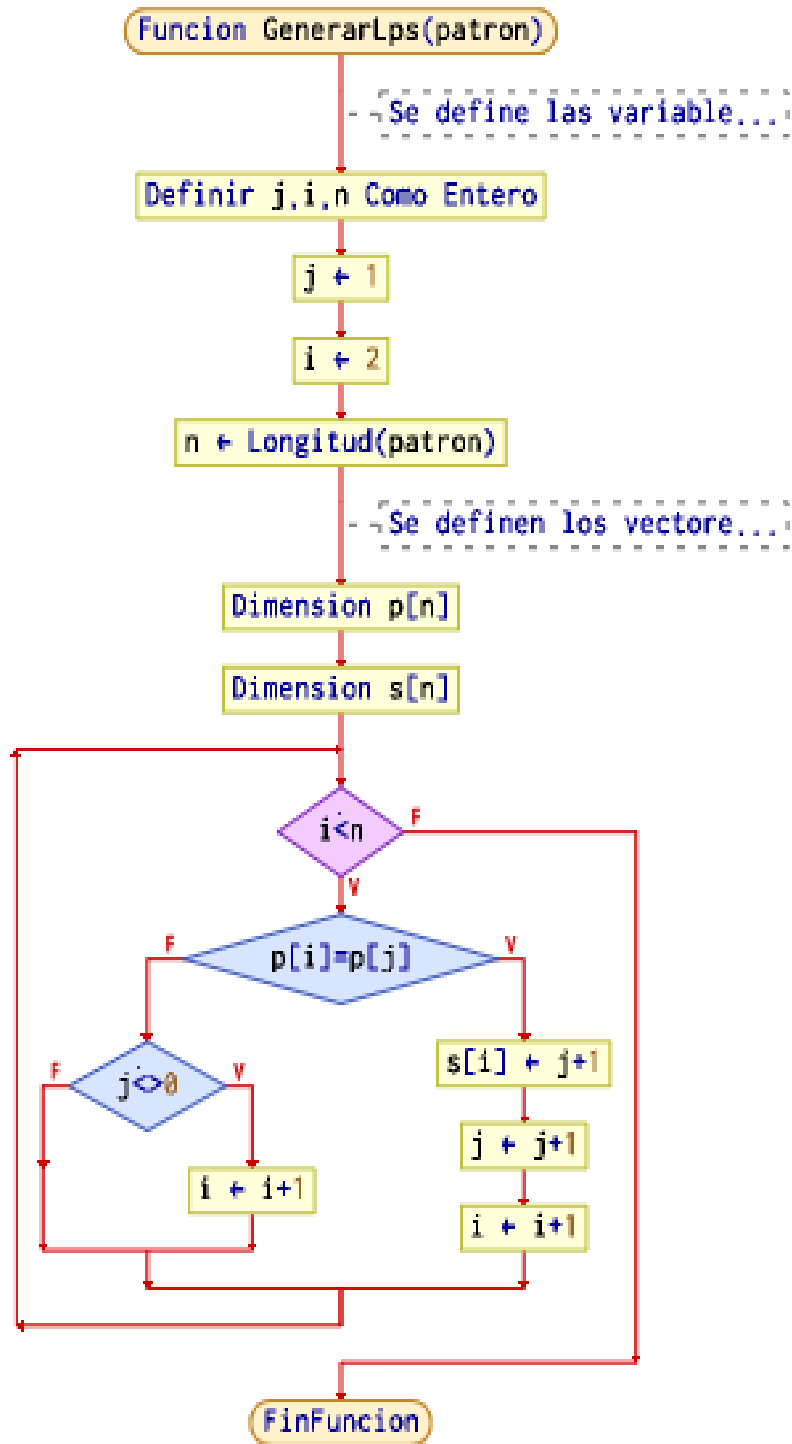 Funcion GenerarLps(patron)
Se define las variable...
Definir j,i,n Como Entero
j ← 1
i ← 2
n ← Longitud(patron)
Se definen los vectore...
Dimension p[n]
Dimension s[n]
i<n
F
V
p[i]=p[j]
F
V
j<>0
F
V
s[i] ← j+1
j ← j+1
i ← i+1
i ← i+1
FinFuncion